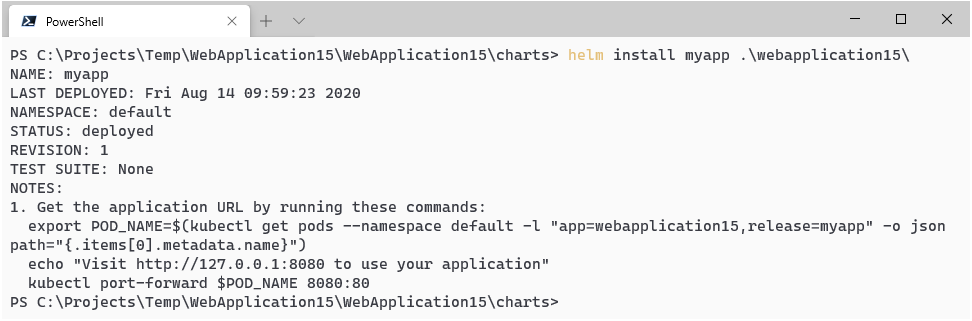 PowerShell
PS C:\Projects\Temp\WebApplication15\WebApplication15\charts> helm install myapp .\webapplication15\
NAME: myapp
LAST DEPLOYED: Fri Aug 14 09:59:23 2020
NAMESPACE: default
STATUS: deployed
REVISION: 1
TEST SUITE: None
NOTES:
1. Get the application URL by running these commands:
  export POD_NAME=$(kubectl get pods --namespace default -l "app=webapplication15,release=myapp" -o json
path="{.items[0].metadata.name}")
  echo "Visit http://127.0.0.1:8080 to use your application"
  kubectl port-forward $POD_NAME 8080:80
PS C:\Projects\Temp\WebApplication15\WebApplication15\charts>